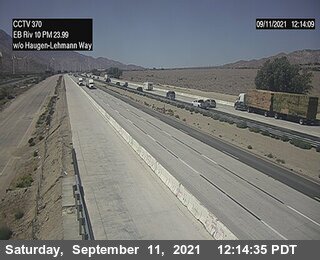 CCTV 370
EB Riv 10 PM 23.99
w/o Haugen-Lehmann Way
09/11/2021 12:14:09
Saturday, September 11, 2021 12:14:35 PDT